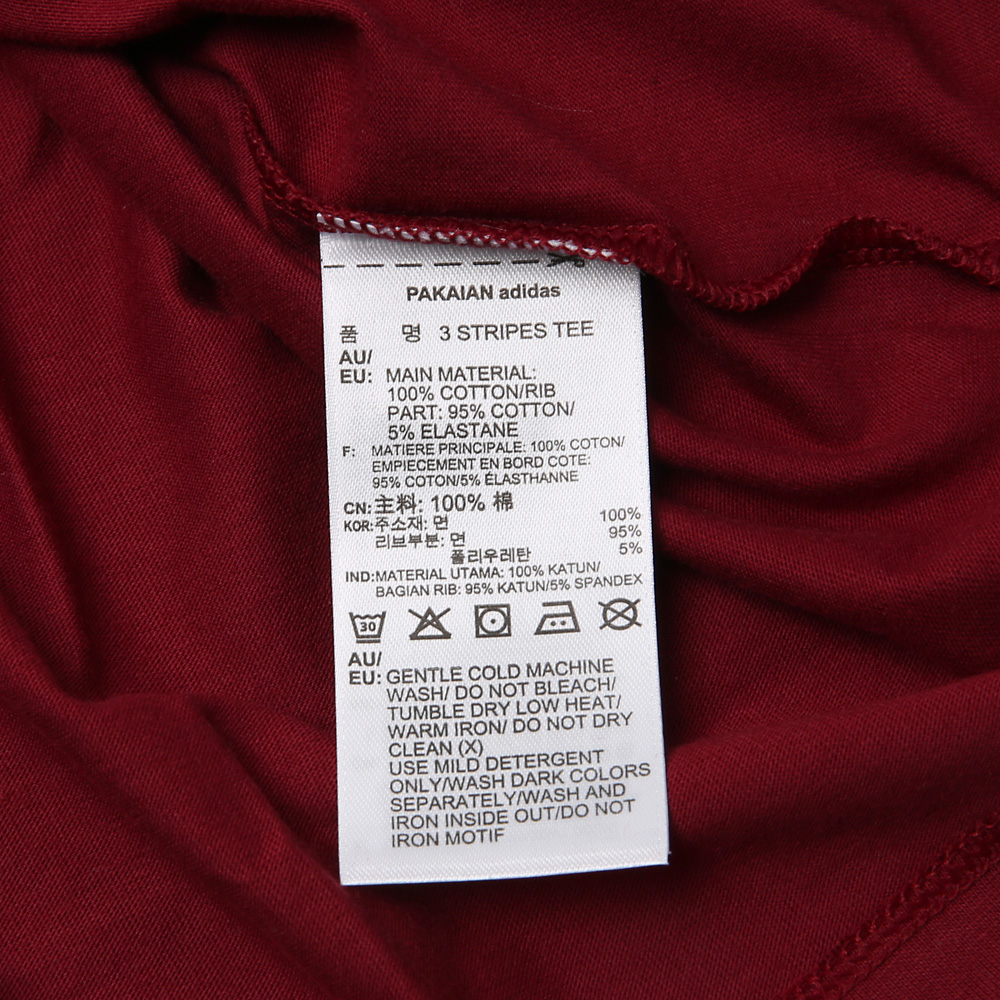 PAKAIAN adidas
품 명 3 STRIPES TEE
AU/
EU: MAIN MATERIAL:
100% COTTON/RIB
PART: 95% COTTON/
5% ELASTANE
F: MATIERE PRINCIPALE: 100% COTON/
EMPIECEMENT EN BORD COTE:
95% COTON/5% ÉLASTHANNE
CN: 主料: 100% 棉
KOR: 주소재: 면 100%
리브부분: 면 95%
폴리우레탄 5%
IND: MATERIAL UTAMA: 100% KATUN/
BAGIAN RIB: 95% KATUN/5% SPANDEX
30
AU/
EU: GENTLE COLD MACHINE
WASH/ DO NOT BLEACH/
TUMBLE DRY LOW HEAT/
WARM IRON/ DO NOT DRY
CLEAN (X)
USE MILD DETERGENT
ONLY/WASH DARK COLORS
SEPARATELY/WASH AND
IRON INSIDE OUT/DO NOT
IRON MOTIF